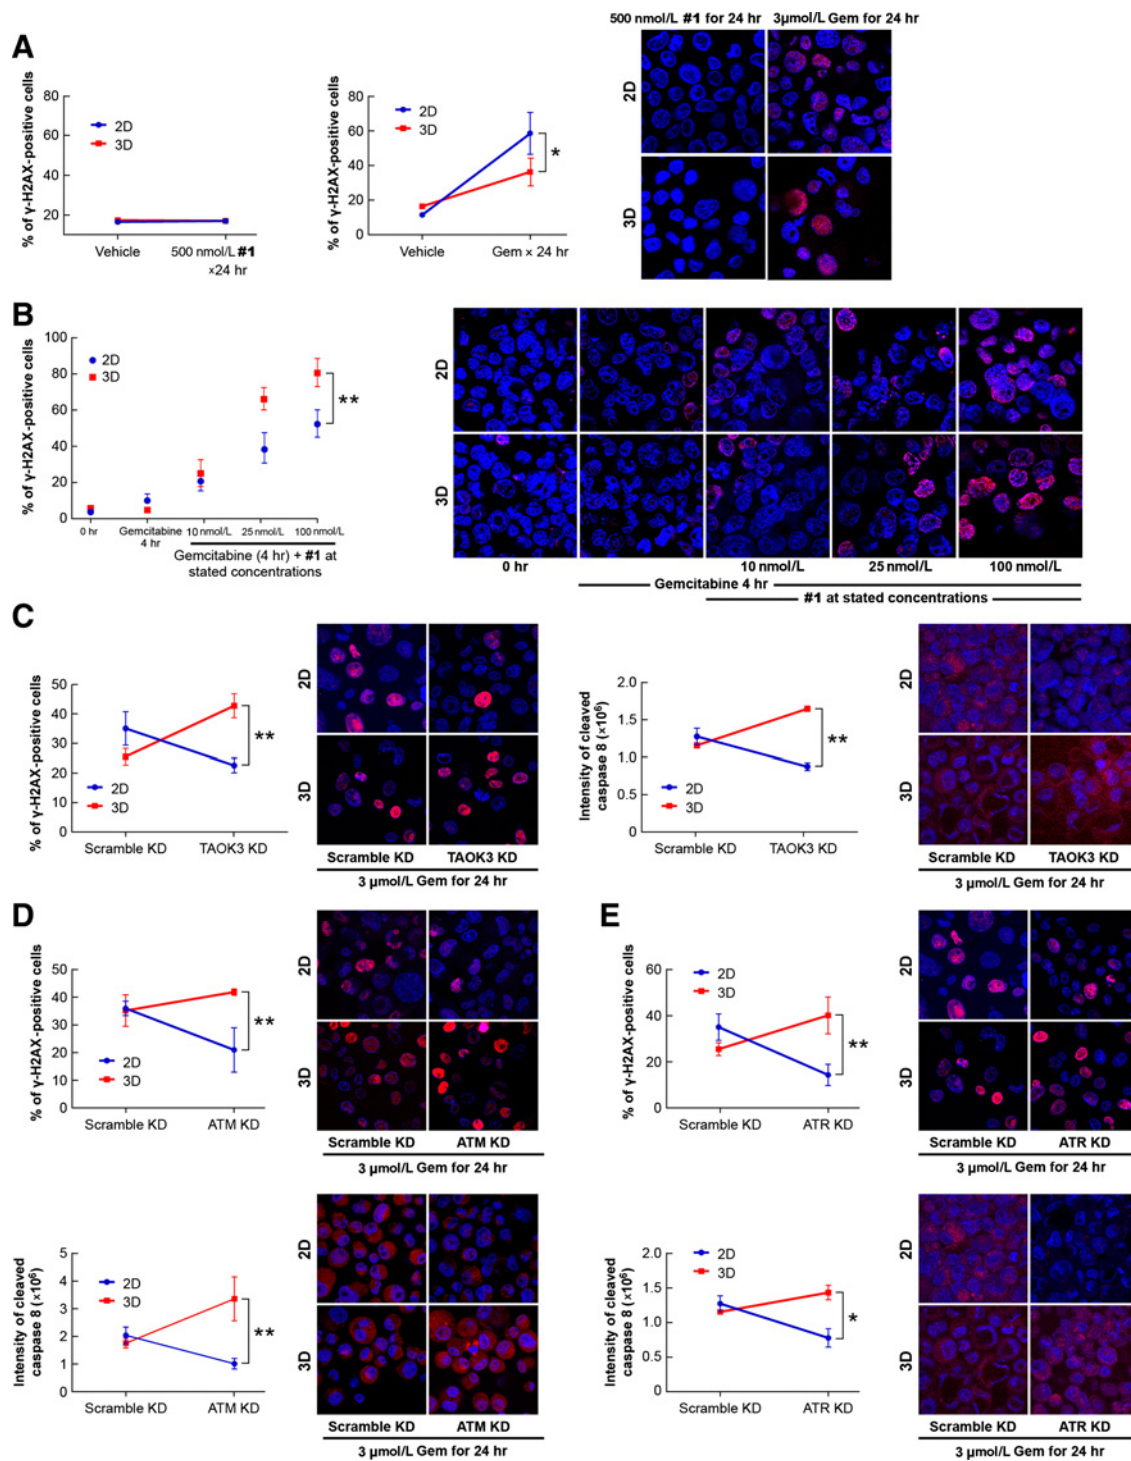 A
% of γ-H2AX-positive cells
80
60
40
20
2D
3D
Vehicle
500 nmol/L #1
×24 hr
% of γ-H2AX-positive cells
80
60
40
20
0
2D
3D
*
Vehicle
Gem × 24 hr
500 nmol/L #1 for 24 hr
3µmol/L Gem for 24 hr
2D
3D
B
% of γ-H2AX-positive cells
100
80
60
40
20
0
2D
3D
**
0 hr
Gemcitabine
4 hr
10 nmol/L
25 nmol/L
100 nmol/L
Gemcitabine (4 hr) + #1 at
stated concentrations
2D
3D
0 hr
10 nmol/L
25 nmol/L
100 nmol/L
Gemcitabine 4 hr
#1 at stated concentrations
C
% of γ-H2AX-positive cells
50
40
30
20
10
0
2D
3D
**
Scramble KD
TAOK3 KD
2D
3D
Scramble KD
TAOK3 KD
3 µmol/L Gem for 24 hr
Intensity of cleaved
caspase 8 (×10⁶)
2.0
1.5
1.0
0.5
0
2D
3D
**
Scramble KD
TAOK3 KD
2D
3D
Scramble KD
TAOK3 KD
3 µmol/L Gem for 24 hr
D
% of γ-H2AX-positive cells
50
40
30
20
10
0
2D
3D
**
Scramble KD
ATM KD
2D
3D
Scramble KD
ATM KD
3 µmol/L Gem for 24 hr
E
% of γ-H2AX-positive cells
60
40
20
0
2D
3D
**
Scramble KD
ATR KD
2D
3D
Scramble KD
ATR KD
3 µmol/L Gem for 24 hr
Intensity of cleaved
caspase 8 (×10⁶)
5
4
3
2
1
0
2D
3D
**
Scramble KD
ATM KD
2D
3D
Scramble KD
ATM KD
3 µmol/L Gem for 24 hr
Intensity of cleaved
caspase 8 (×10⁶)
2.0
1.5
1.0
0.5
0
2D
3D
*
Scramble KD
ATR KD
2D
3D
Scramble KD
ATR KD
3 µmol/L Gem for 24 hr